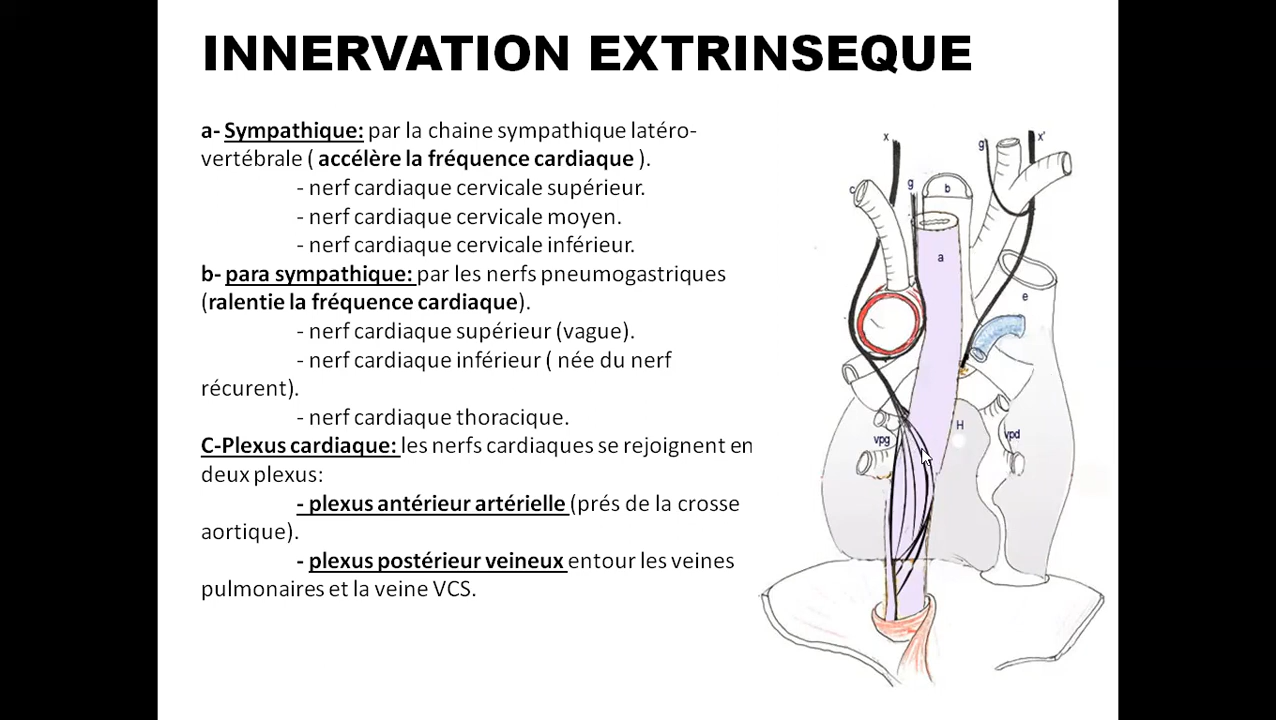 INNERVATION EXTRINSEQUE
a- Sympathique: par la chaine sympathique latéro-
vertébrale ( accélère la fréquence cardiaque ).
- nerf cardiaque cervicale supérieur.
- nerf cardiaque cervicale moyen.
- nerf cardiaque cervicale inférieur.
b- para sympathique: par les nerfs pneumogastriques
(ralentie la fréquence cardiaque).
- nerf cardiaque supérieur (vague).
- nerf cardiaque inférieur ( née du nerf
récurent).
- nerf cardiaque thoracique.
C-Plexus cardiaque: les nerfs cardiaques se rejoignent en
deux plexus:
- plexus antérieur artérielle (prés de la crosse
aortique).
- plexus postérieur veineux entour les veines
pulmonaires et la veine VCS.
x
x'
g
c
g
b
a
e
H
vpg
vpd